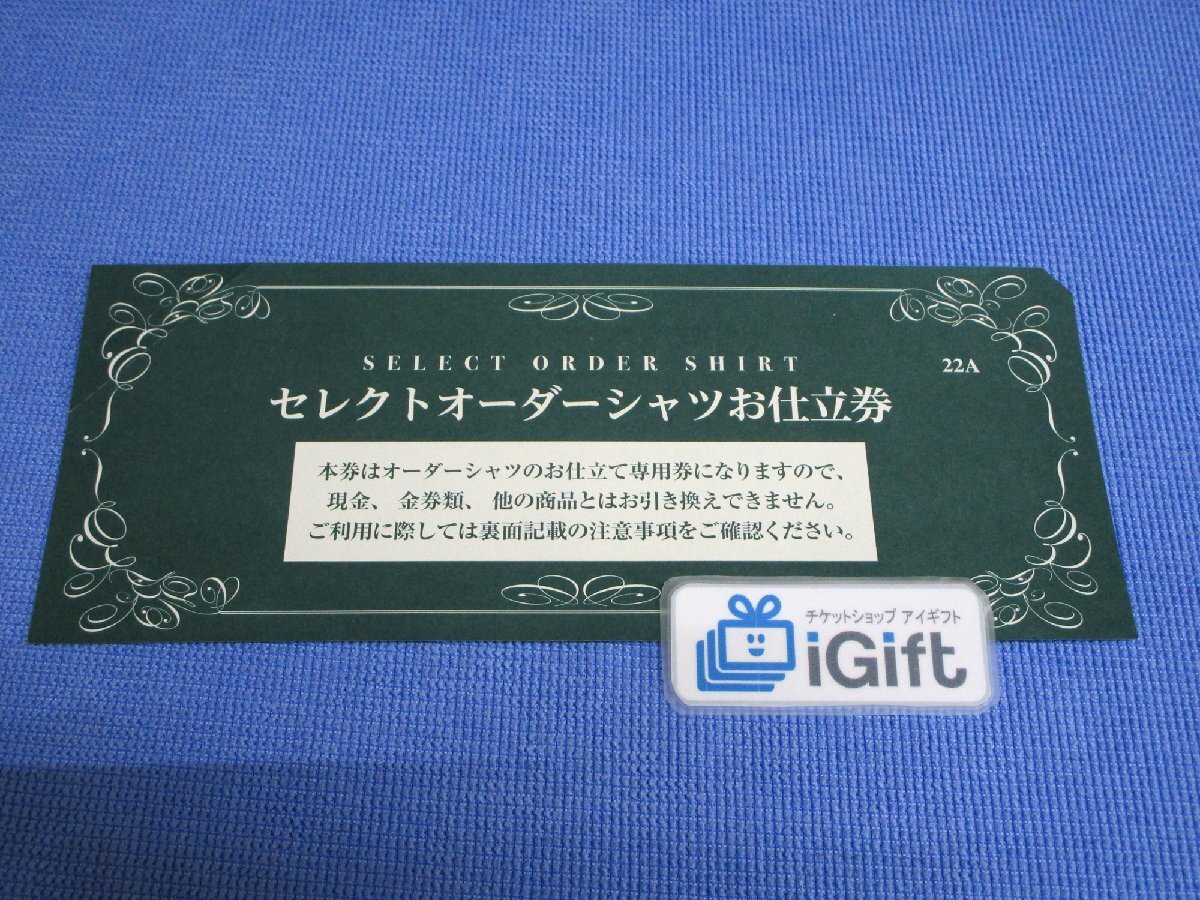 SELECT ORDER SHIRT
22A
セレクトオーダーシャツお仕立券
本券はオーダーシャツのお仕立て専用券になりますので、
現金、金券類、他の商品とはお引き換えできません。
ご利用に際しては裏面記載の注意事項をご確認ください。
チケットショップ アイギフト
iGift